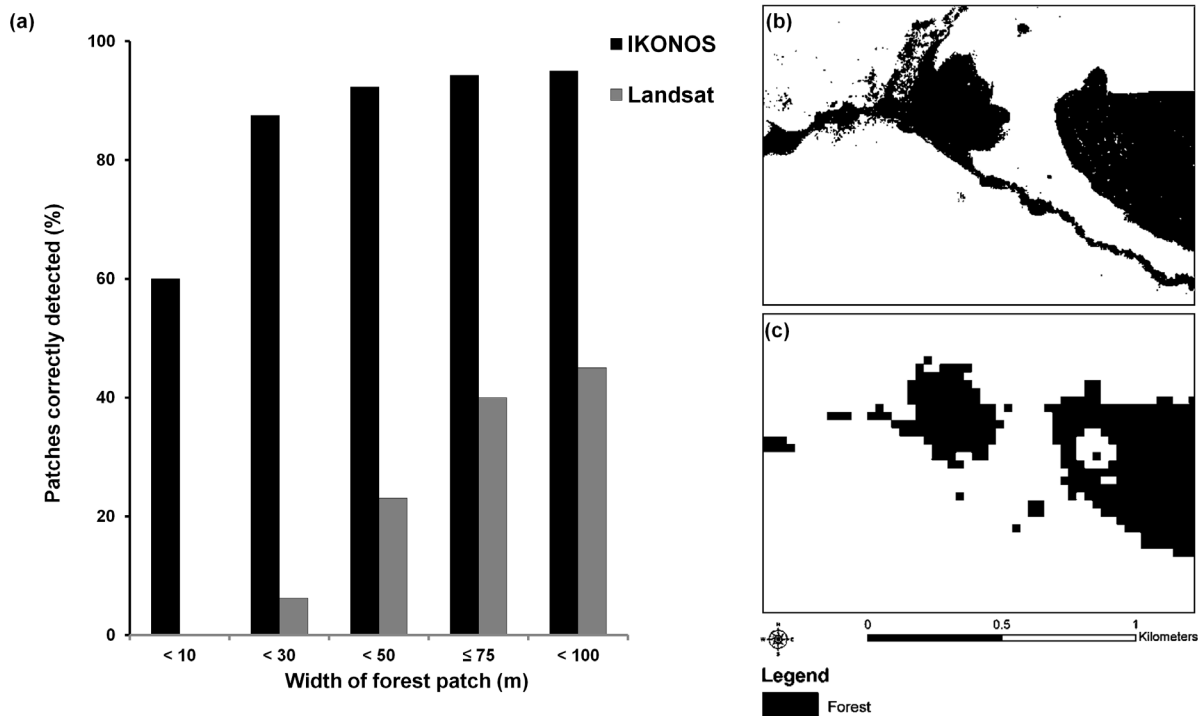 (a)
Patches correctly detected (%)
100
80
60
40
20
0
IKONOS
Landsat
< 10
< 30
< 50
≤ 75
< 100
Width of forest patch (m)
(b)
(c)
N
W
E
S
0
0.5
1
Kilometers
Legend
Forest